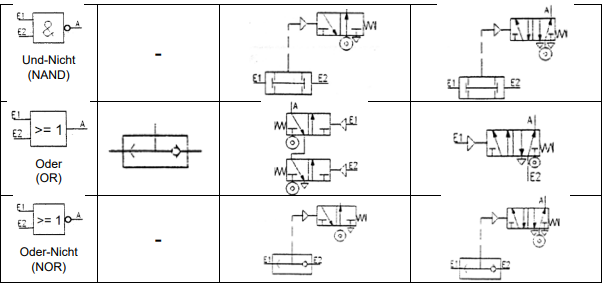 E1
& A
E2
Und-Nicht
(NAND)
-
E1 E2
A
E1 E2
E1
>= 1 A
E2
Oder
(OR)
A
E1
E2
A
E1
E2
E1
>= 1 A
E2
Oder-Nicht
(NOR)
-
E1 E2
A
E1 E2